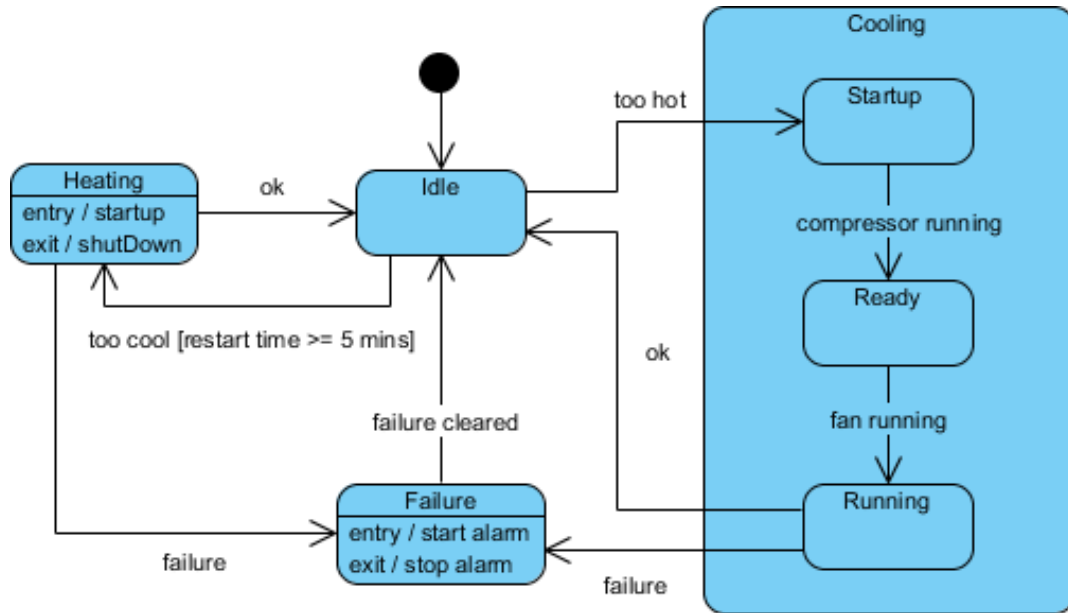 Cooling
Startup
too hot
Heating
entry / startup
exit / shutDown
ok
Idle
compressor running
Ready
too cool [restart time >= 5 mins]
ok
failure cleared
fan running
Failure
entry / start alarm
exit / stop alarm
Running
failure
failure